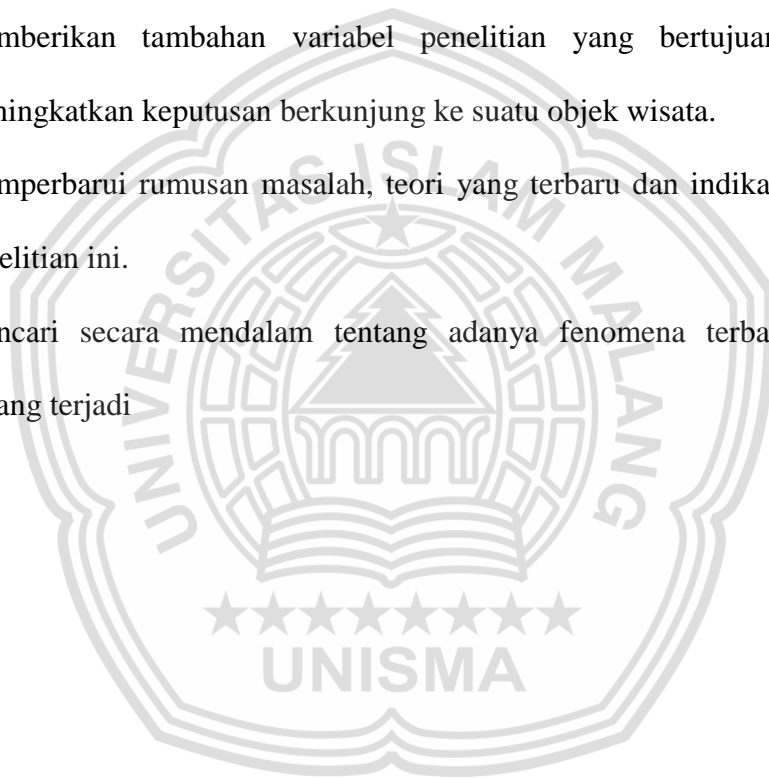 mberikan tambahan variabel penelitian yang bertujuan
ningkatkan keputusan berkunjung ke suatu objek wisata.
mperbarui rumusan masalah, teori yang terbaru dan indika
elitian ini.
ncari secara mendalam tentang adanya fenomena terba
ang terjadi
UNIVERSITAS ISLAM MALANG
UNISMA